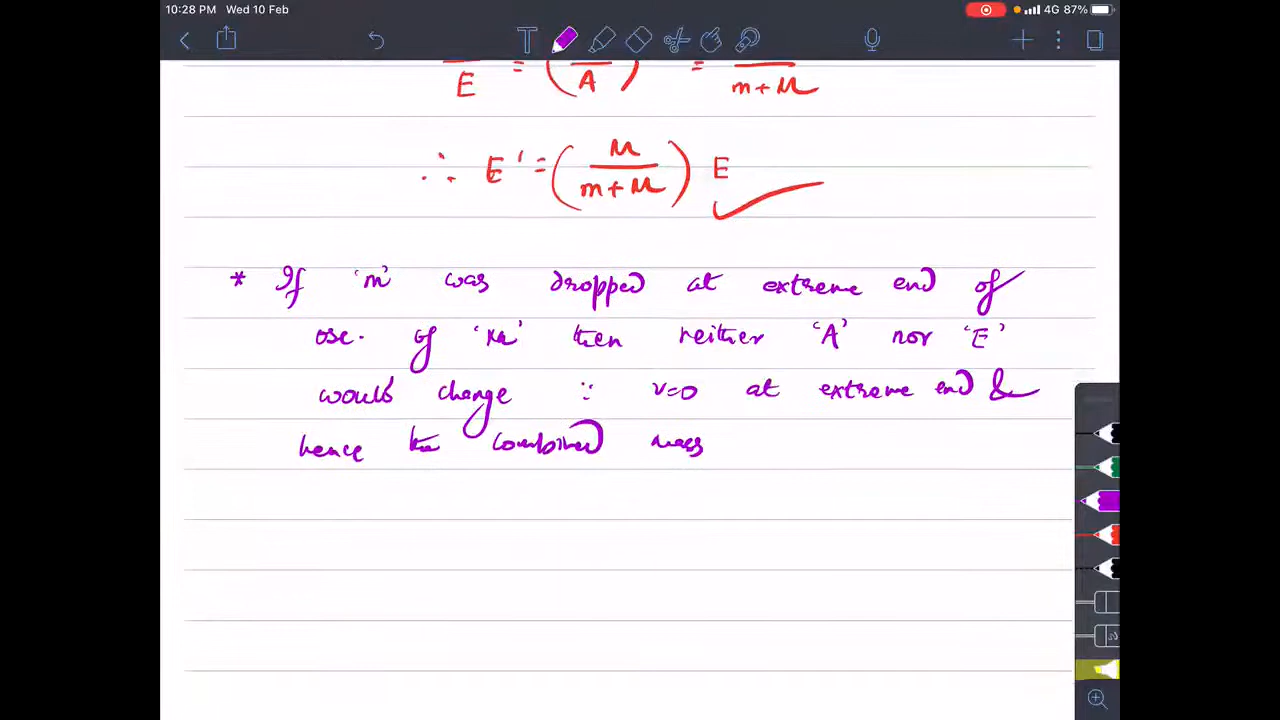 10:28 PM Wed 10 Feb 4G 87%
E = ( A ) = m+M
∴ E' = ( M / m+M ) E
* If 'm' was dropped at extreme end of
osc. of 'M' then neither 'A' nor 'E'
would change ∵ v=0 at extreme end &
hence the combined mass